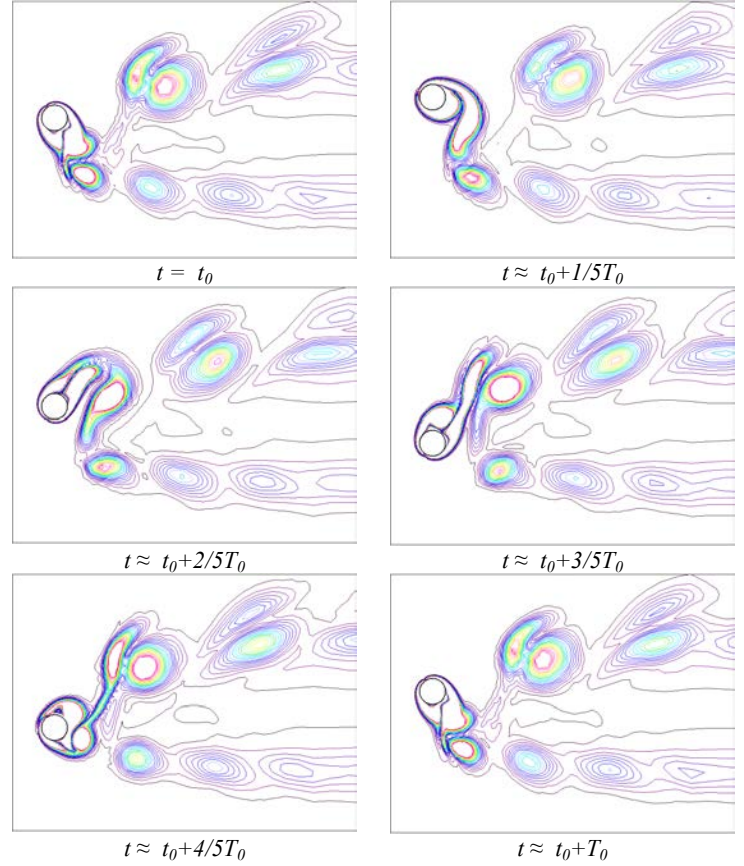 t = t₀
t ≈ t₀+1/5T₀
t ≈ t₀+2/5T₀
t ≈ t₀+3/5T₀
t ≈ t₀+4/5T₀
t ≈ t₀+T₀